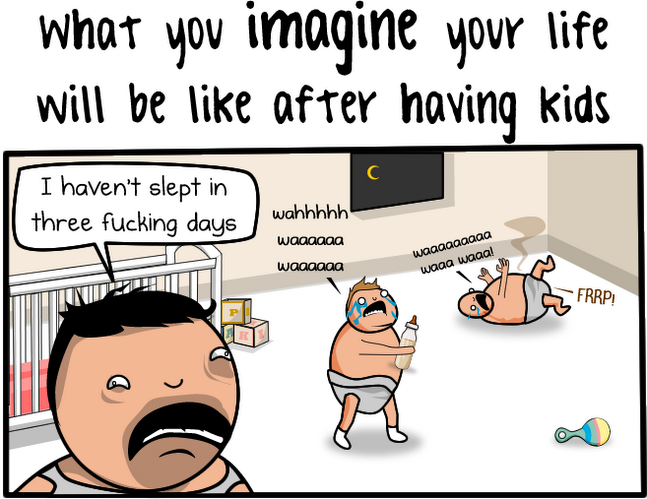 What you imagine your life
will be like after having kids
I haven't slept in
three fucking days
wahhhhh
waaaaaa
waaaaaa
waaaaaaaaa
waaa waaa!
FRRP!
P
K